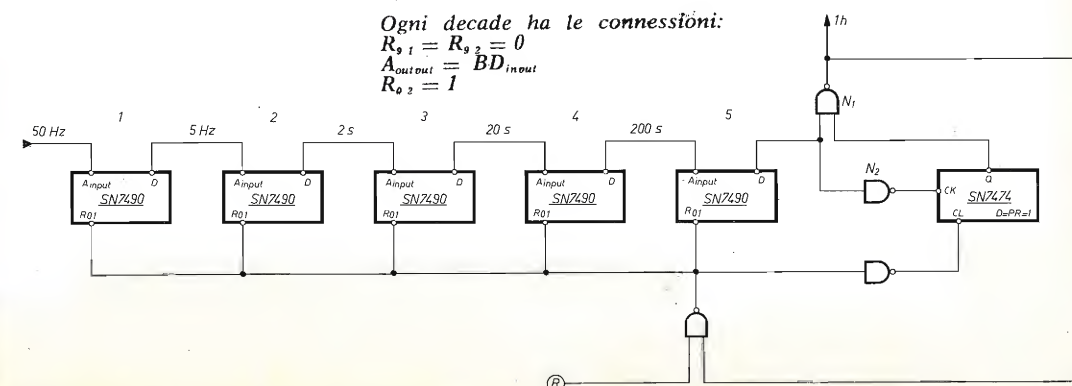 Ogni decade ha le connessioni:
R9 1 = R9 2 = 0
Aoutout = BDinout
R0 2 = 1
1h
N1
1
2
3
4
5
50 Hz
5 Hz
2 s
20 s
200 s
N2
Ainput D
SN7490
R01
Ainput D
SN7490
R01
Ainput D
SN7490
R01
Ainput D
SN7490
R01
Ainput D
SN7490
R01
Q
CK
SN7474
CL D=PR=1
R